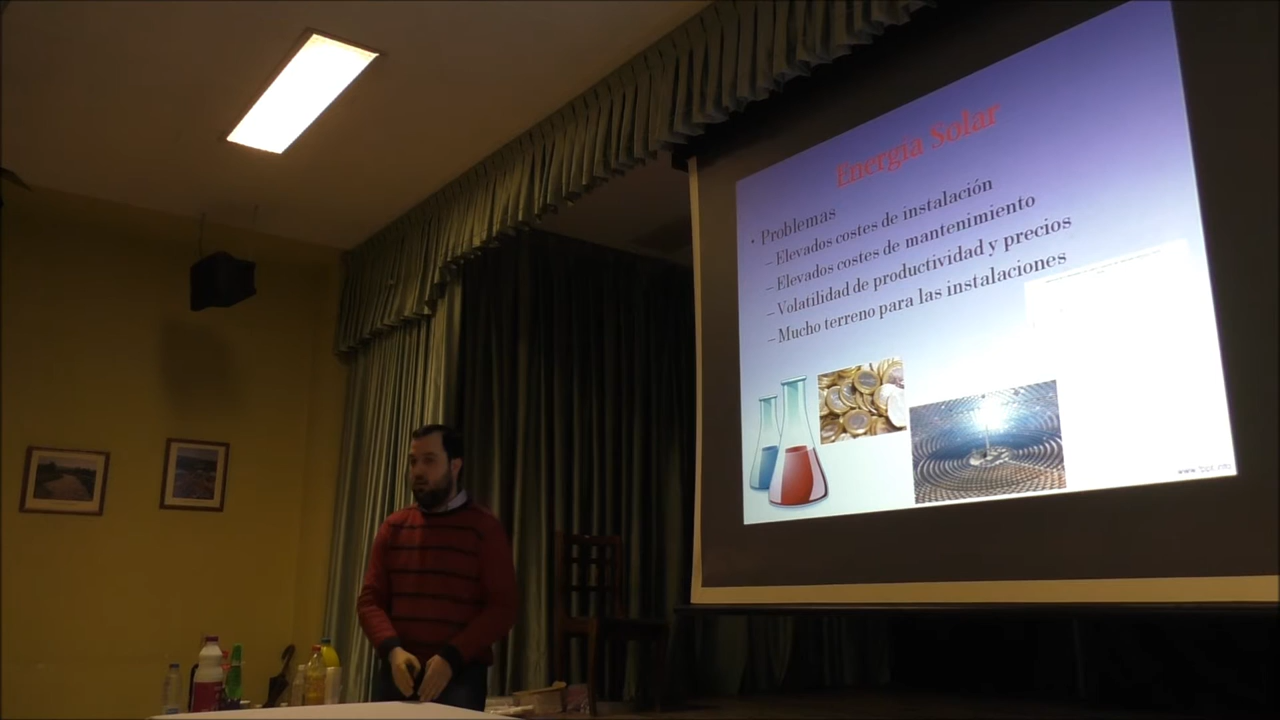 Energía Solar
• Problemas
– Elevados costes de instalación
– Elevados costes de mantenimiento
– Volatilidad de productividad y precios
– Mucho terreno para las instalaciones